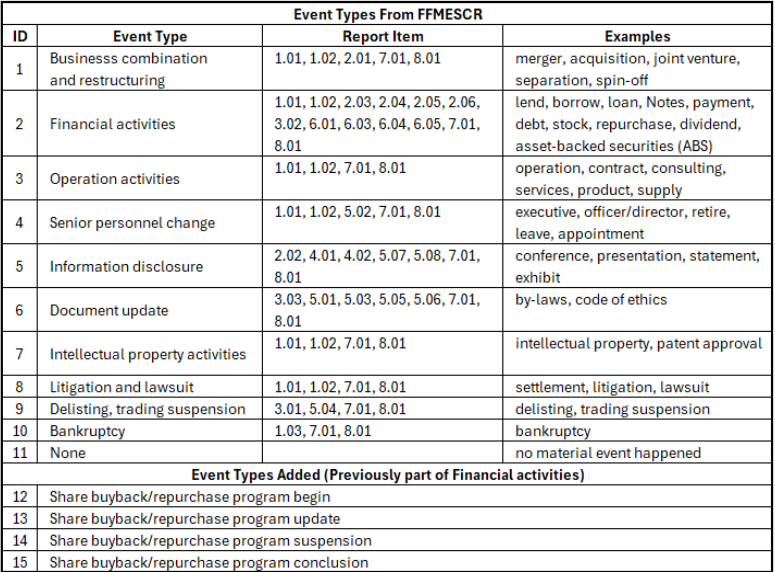 Event Types From FFMESCR
ID Event Type Report Item Examples
1 Businesss combination and restructuring 1.01, 1.02, 2.01, 7.01, 8.01 merger, acquisition, joint venture, separation, spin-off
2 Financial activities 1.01, 1.02, 2.03, 2.04, 2.05, 2.06, 3.02, 6.01, 6.03, 6.04, 6.05, 7.01, 8.01 lend, borrow, loan, Notes, payment, debt, stock, repurchase, dividend, asset-backed securities (ABS)
3 Operation activities 1.01, 1.02, 7.01, 8.01 operation, contract, consulting, services, product, supply
4 Senior personnel change 1.01, 1.02, 5.02, 7.01, 8.01 executive, officer/director, retire, leave, appointment
5 Information disclosure 2.02, 4.01, 4.02, 5.07, 5.08, 7.01, 8.01 conference, presentation, statement, exhibit
6 Document update 3.03, 5.01, 5.03, 5.05, 5.06, 7.01, 8.01 by-laws, code of ethics
7 Intellectual property activities 1.01, 1.02, 7.01, 8.01 intellectual property, patent approval
8 Litigation and lawsuit 1.01, 1.02, 7.01, 8.01 settlement, litigation, lawsuit
9 Delisting, trading suspension 3.01, 5.04, 7.01, 8.01 delisting, trading suspension
10 Bankruptcy 1.03, 7.01, 8.01 bankruptcy
11 None no material event happened
Event Types Added (Previously part of Financial activities)
12 Share buyback/repurchase program begin
13 Share buyback/repurchase program update
14 Share buyback/repurchase program suspension
15 Share buyback/repurchase program conclusion